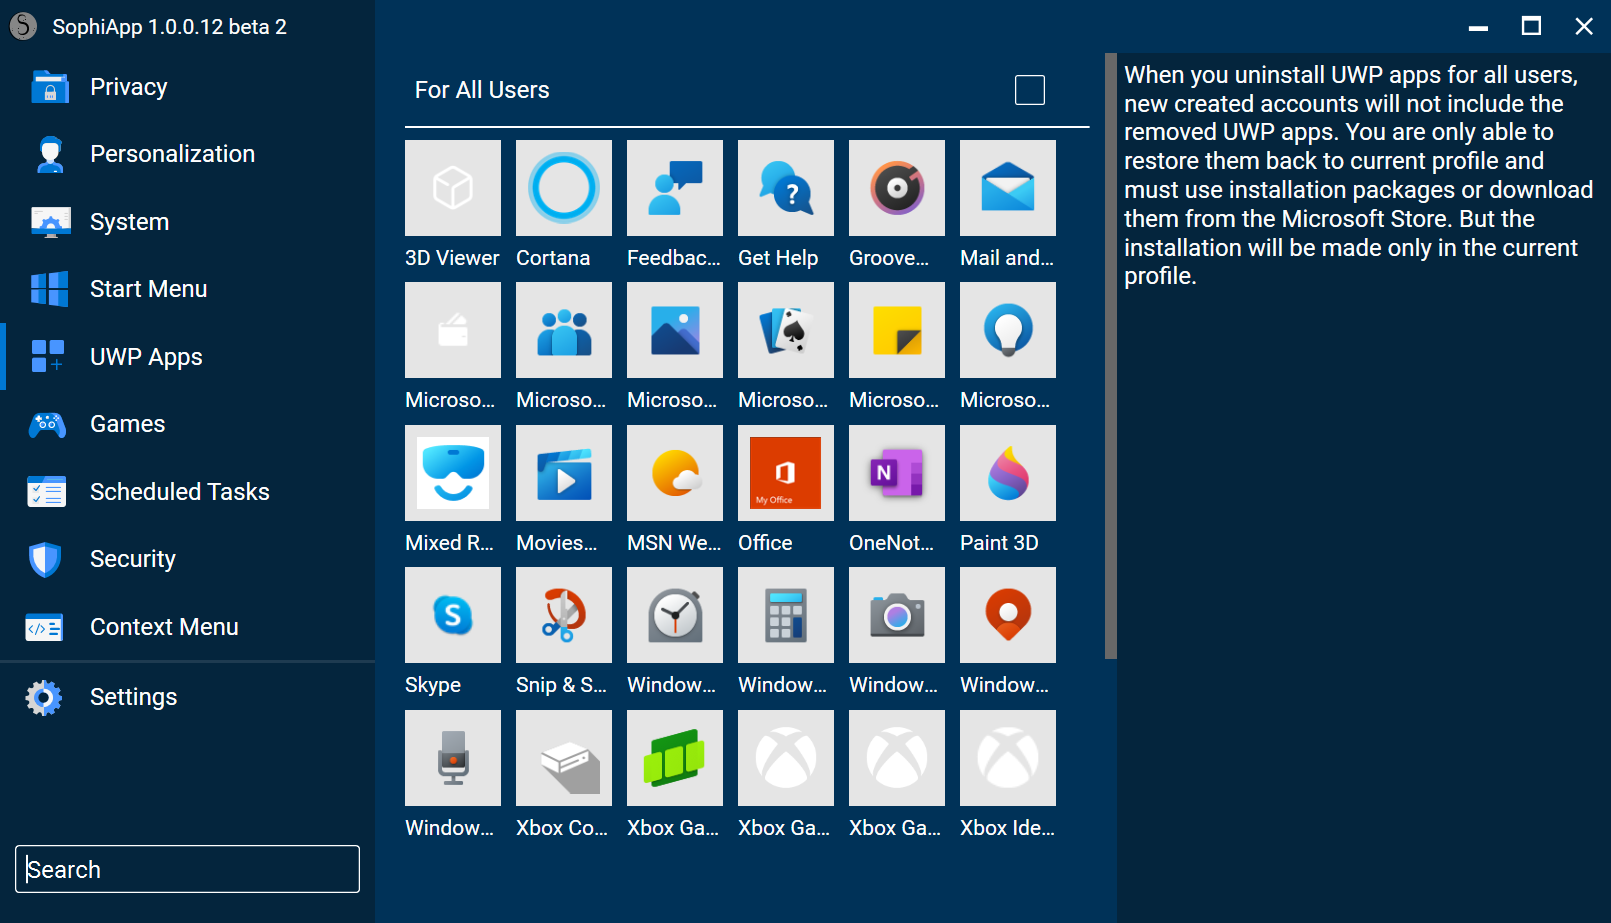 SophiApp 1.0.0.12 beta 2
Privacy
Personalization
System
Start Menu
UWP Apps
Games
Scheduled Tasks
Security
Context Menu
Settings
Search
For All Users
3D Viewer Cortana Feedbac... Get Help Groove... Mail and...
Microso... Microso... Microso... Microso... Microso... Microso...
My Office
N
Mixed R... Movies... MSN We... Office OneNot... Paint 3D
S
Skype Snip & S... Window... Window... Window... Window...
Window... Xbox Co... Xbox Ga... Xbox Ga... Xbox Ga... Xbox Ide...
When you uninstall UWP apps for all users,
new created accounts will not include the
removed UWP apps. You are only able to
restore them back to current profile and
must use installation packages or download
them from the Microsoft Store. But the
installation will be made only in the current
profile.